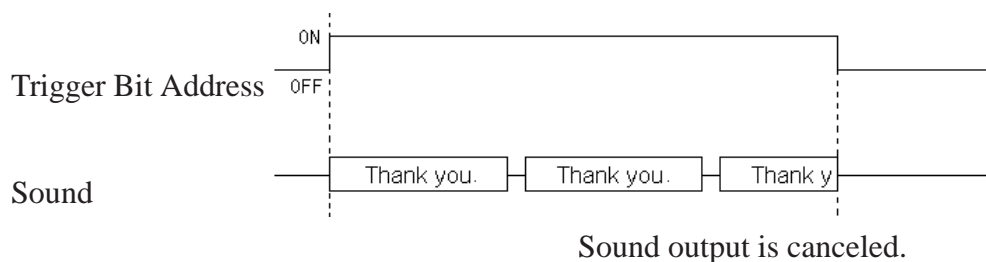 ON
Trigger Bit Address OFF
Sound Thank you. Thank you. Thank y
Sound output is canceled.